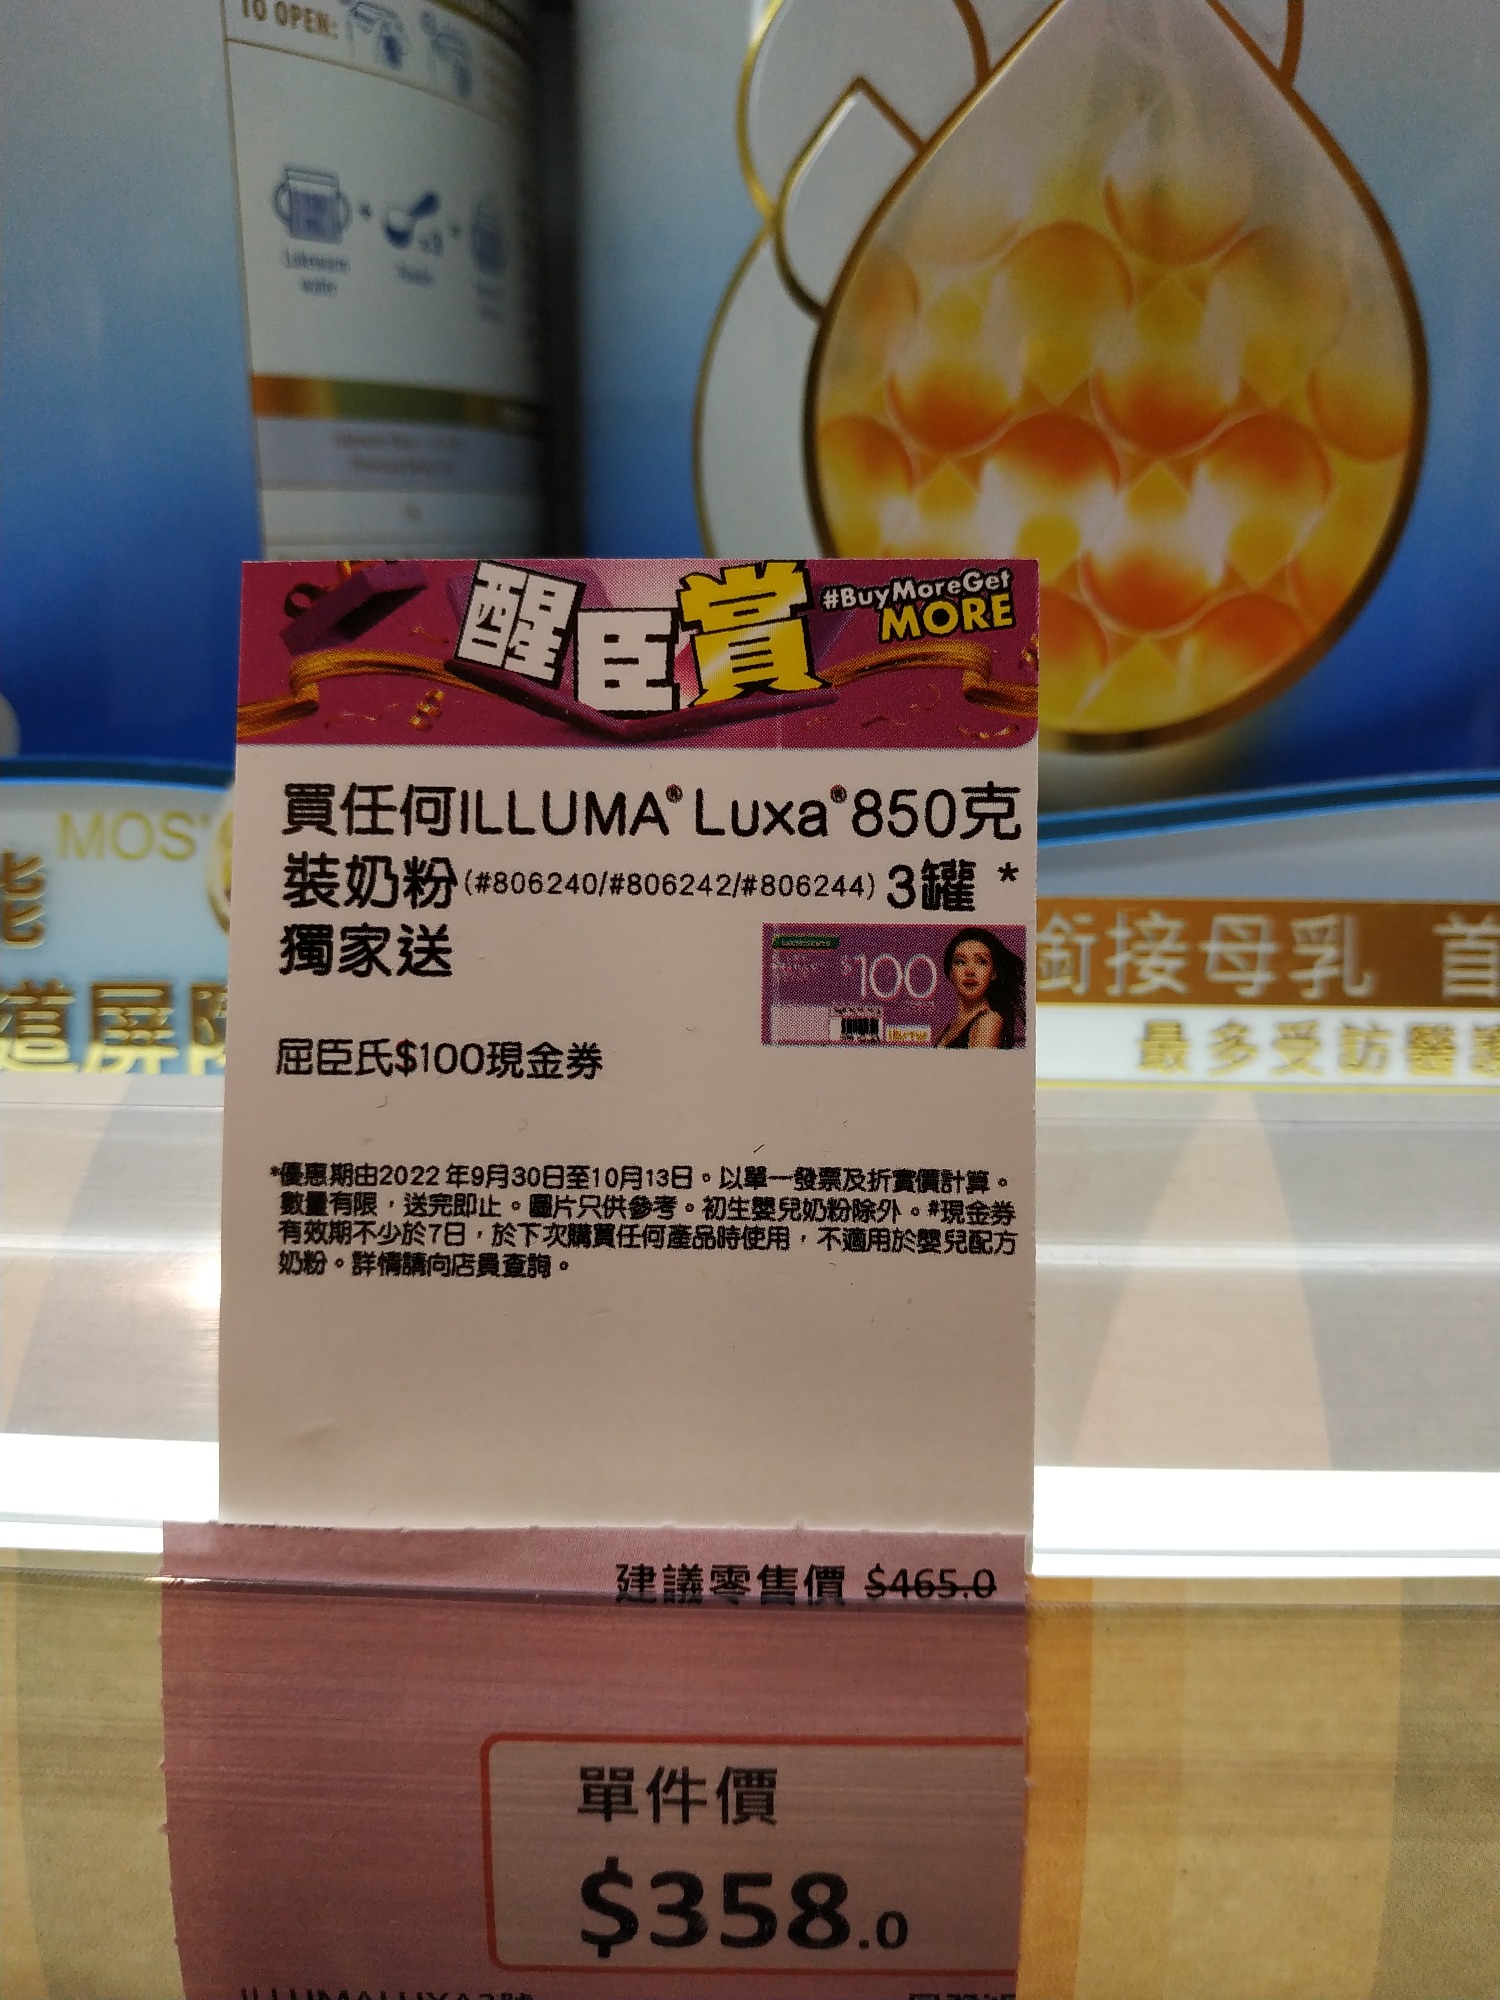 TO OPEN:
Lukewarm
water
醒臣賞
#BuyMoreGet
MORE
買任何ILLUMA® Luxa®850克
裝奶粉(#806240/#806242/#806244) 3罐*
獨家送
$100
屈臣氏$100現金券
*優惠期由2022年9月30日至10月13日。以單一發票及折實價計算。
數量有限，送完即止。圖片只供參考。初生嬰兒奶粉除外。#現金券
有效期不少於7日，於下次購買任何產品時使用，不適用於嬰兒配方
奶粉。詳情請向店員查詢。
MOS
能
道屏
銜接母乳 首
最多受訪醫護
建議零售價 $465.0
單件價
$358.0